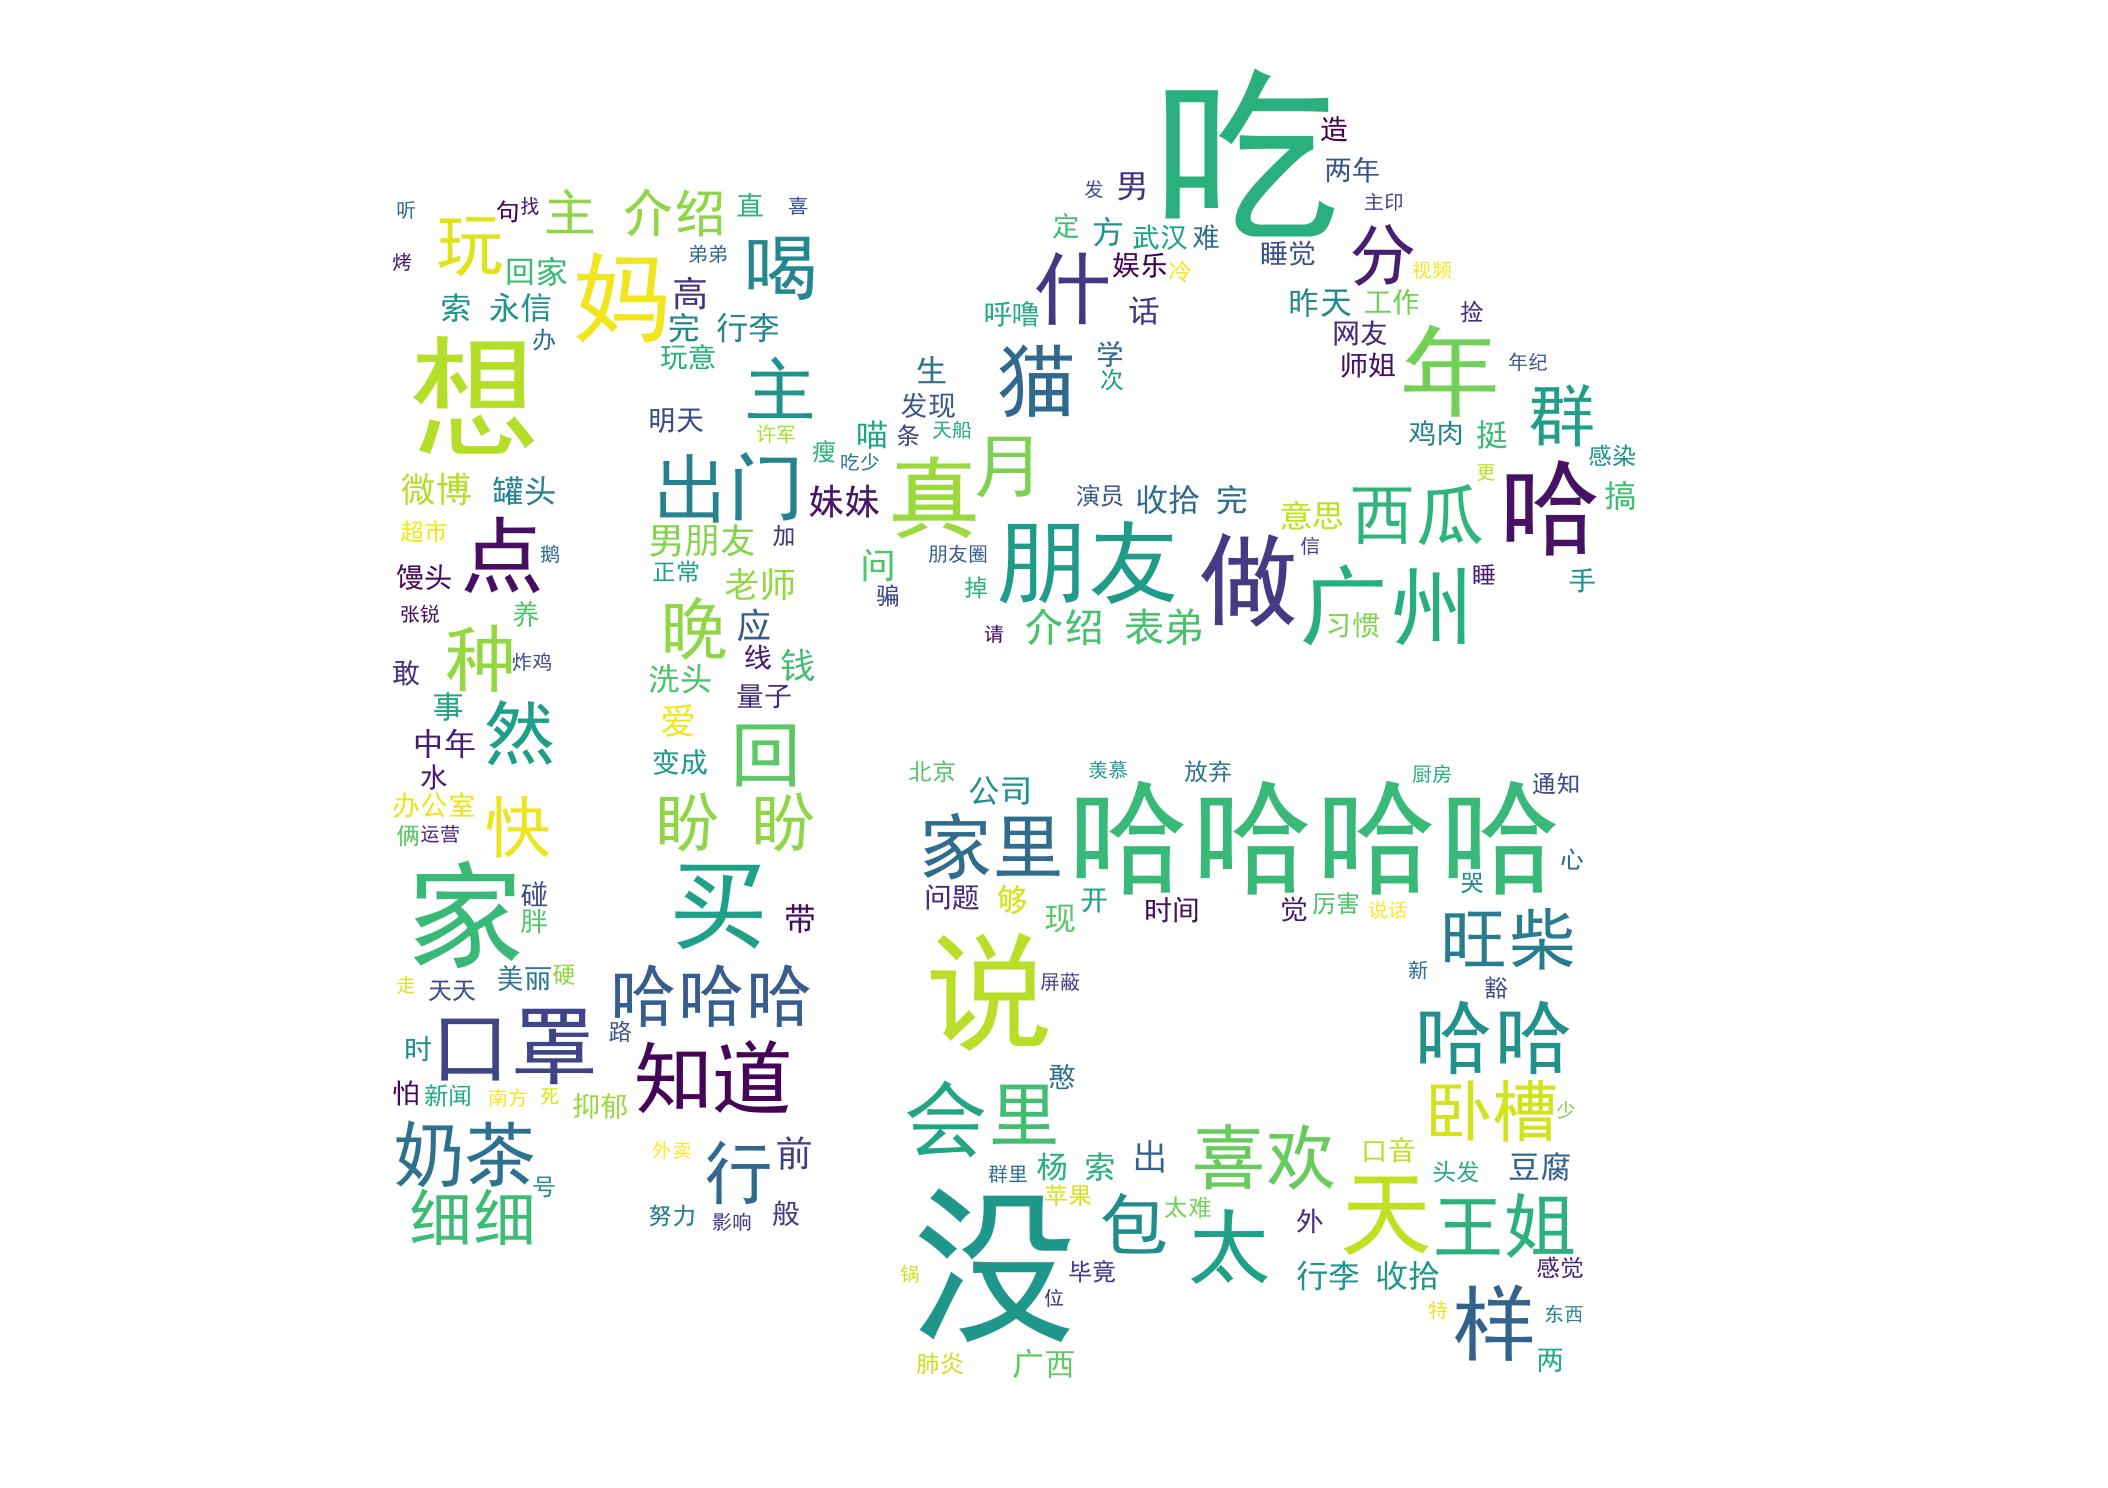 听 玩 句 找 主 介绍 直 喜
烤 回家 妈 弟弟 高 喝
索 永信 完 行李
想 办 玩意 主
明天 许军
微博 罐头 出门
超市 点 鹅 男朋友 加
馒头 正常 老师
张锐 养 晚 应
敢 种 炸鸡 洗头 线 钱
事 然 爱 量子
中年 变成 回
水
办公室 快 盼 盼
俩 运营
家 碰 买 带
胖
走 天天 美丽 硬 哈哈哈
时 口罩 路 知道
怕 新闻 南方 死 抑郁
奶茶 号 外卖 行 前
细细 努力 影响 般
吃 造
发 男 两年
主印
定 方 武汉 难 睡觉 分
什 娱乐 冷 视频
呼噜 话 昨天 工作 捡
网友
猫 学 师姐 年 年纪
生 次
发现 群
喵 条 天船 鸡肉 挺
瘦 吃少 真 月 更 哈 感染
妹妹 演员 收拾 完 意思 西瓜 搞
问 朋友圈 朋友 做 信
骗 掉 广州 睡 手
请 介绍 表弟 习惯
北京 公司 羡慕 放弃 厨房 通知
家里 哈哈哈哈 心
问题 够 现 开 时间 觉 厉害 说话 哭
说 屏蔽 旺柴
新 豁
哈哈
会里 憨 卧槽 少
群里 杨 索 出 喜欢 口音 头发 豆腐
苹果 包 太难 天 王姐
没 太 外
锅 毕竟 行李 收拾 感觉
位 特 样 东西
肺炎 广西 两